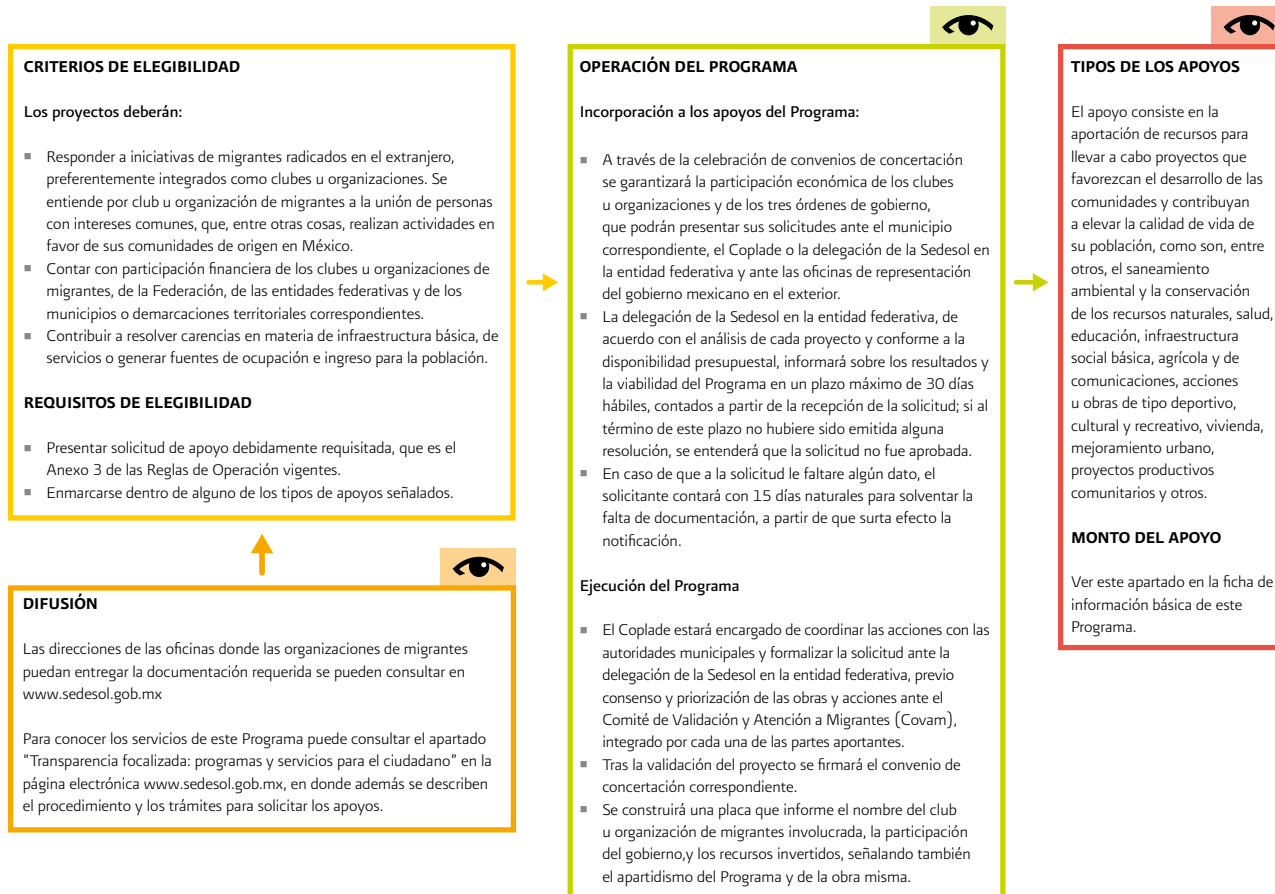 CRITERIOS DE ELEGIBILIDAD
Los proyectos deberán:
Responder a iniciativas de migrantes radicados en el extranjero,
preferentemente integrados como clubes u organizaciones. Se
entiende por club u organización de migrantes a la unión de personas
con intereses comunes, que, entre otras cosas, realizan actividades en
favor de sus comunidades de origen en México.
Contar con participación financiera de los clubes u organizaciones de
migrantes, de la Federación, de las entidades federativas y de los
municipios o demarcaciones territoriales correspondientes.
Contribuir a resolver carencias en materia de infraestructura básica, de
servicios o generar fuentes de ocupación e ingreso para la población.
REQUISITOS DE ELEGIBILIDAD
Presentar solicitud de apoyo debidamente requisitada, que es el
Anexo 3 de las Reglas de Operación vigentes.
Enmarcarse dentro de alguno de los tipos de apoyos señalados.
DIFUSIÓN
Las direcciones de las oficinas donde las organizaciones de migrantes
puedan entregar la documentación requerida se pueden consultar en
www.sedesol.gob.mx
Para conocer los servicios de este Programa puede consultar el apartado
“Transparencia focalizada: programas y servicios para el ciudadano” en la
página electrónica www.sedesol.gob.mx, en donde además se describen
el procedimiento y los trámites para solicitar los apoyos.
OPERACIÓN DEL PROGRAMA
Incorporación a los apoyos del Programa:
A través de la celebración de convenios de concertación
se garantizará la participación económica de los clubes
u organizaciones y de los tres órdenes de gobierno,
que podrán presentar sus solicitudes ante el municipio
correspondiente, el Coplade o la delegación de la Sedesol en
la entidad federativa y ante las oficinas de representación
del gobierno mexicano en el exterior.
La delegación de la Sedesol en la entidad federativa, de
acuerdo con el análisis de cada proyecto y conforme a la
disponibilidad presupuestal, informará sobre los resultados y
la viabilidad del Programa en un plazo máximo de 30 días
hábiles, contados a partir de la recepción de la solicitud; si al
término de este plazo no hubiere sido emitida alguna
resolución, se entenderá que la solicitud no fue aprobada.
En caso de que a la solicitud le faltare algún dato, el
solicitante contará con 15 días naturales para solventar la
falta de documentación, a partir de que surta efecto la
notificación.
Ejecución del Programa
El Coplade estará encargado de coordinar las acciones con las
autoridades municipales y formalizar la solicitud ante la
delegación de la Sedesol en la entidad federativa, previo
consenso y priorización de las obras y acciones ante el
Comité de Validación y Atención a Migrantes (Covam),
integrado por cada una de las partes aportantes.
Tras la validación del proyecto se firmará el convenio de
concertación correspondiente.
Se construirá una placa que informe el nombre del club
u organización de migrantes involucrada, la participación
del gobierno,y los recursos invertidos, señalando también
el apartidismo del Programa y de la obra misma.
TIPOS DE LOS APOYOS
El apoyo consiste en la
aportación de recursos para
llevar a cabo proyectos que
favorezcan el desarrollo de las
comunidades y contribuyan
a elevar la calidad de vida de
su población, como son, entre
otros, el saneamiento
ambiental y la conservación
de los recursos naturales, salud,
educación, infraestructura
social básica, agrícola y de
comunicaciones, acciones
u obras de tipo deportivo,
cultural y recreativo, vivienda,
mejoramiento urbano,
proyectos productivos
comunitarios y otros.
MONTO DEL APOYO
Ver este apartado en la ficha de
información básica de este
Programa.